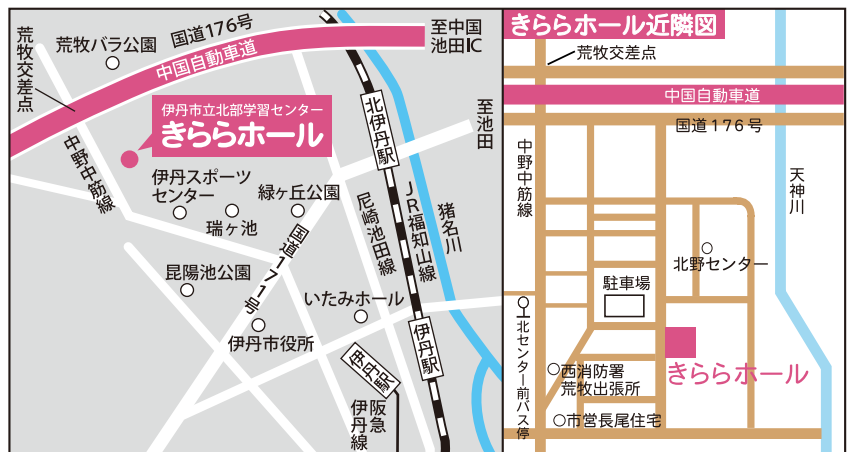 荒牧交差点
荒牧バラ公園
国道176号
中国自動車道
至中国
池田IC
伊丹市立北部学習センター
きららホール
中野中筋線
北伊丹駅
至池田
伊丹スポーツ
センター
瑞ヶ池
緑ヶ丘公園
国道171号
尼崎池田線
JR福知山線
猪名川
昆陽池公園
いたみホール
伊丹市役所
伊丹駅
伊丹駅
阪急
伊丹線
きららホール近隣図
荒牧交差点
中国自動車道
国道176号
中野中筋線
天神川
北野センター
駐車場
きららホール
北センター前バス停
西消防署
荒牧出張所
市営長尾住宅